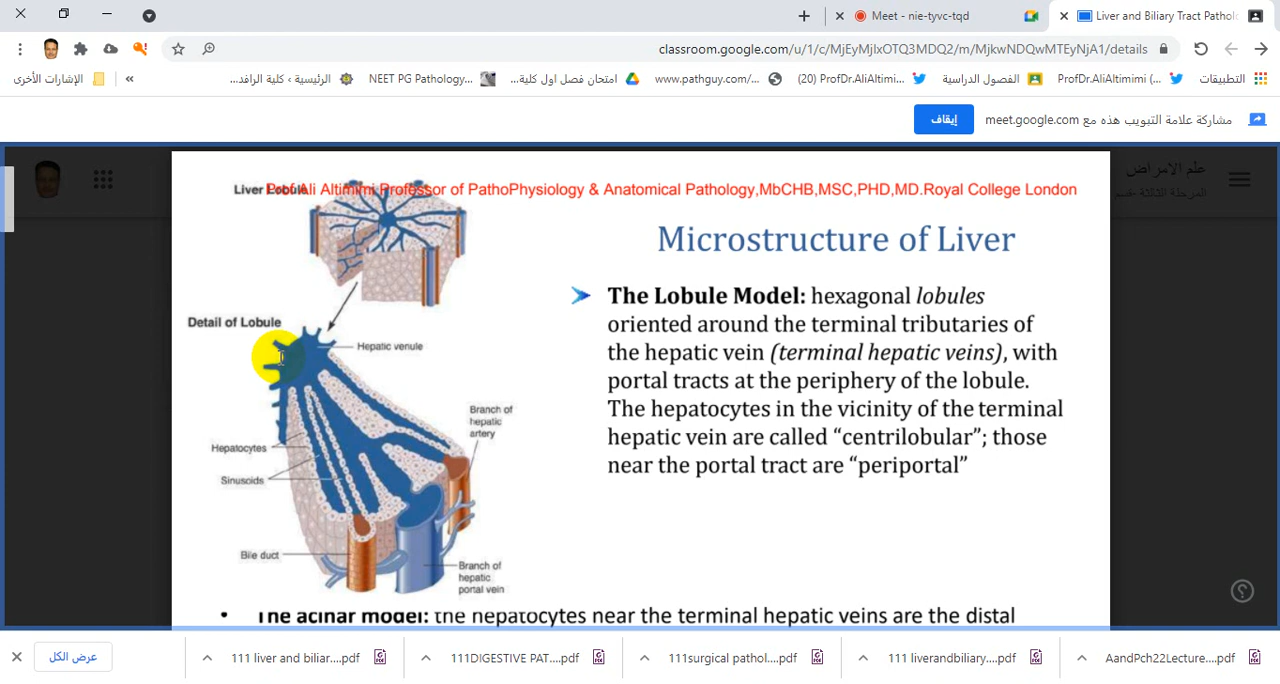 Meet - nie-tyvc-tqd
Liver and Biliary Tract Pathol
classroom.google.com/u/1/c/MjEyMjIxOTQ3MDQ2/m/MjkwNDQwMTEyNjA1/details
الإشارات الأخرى
»
الرئيسية › كلية الرافد...
NEET PG Pathology...
امتحان فصل اول كلية...
www.pathguy.com/...
(20) ProfDr.AliAltimi...
الفصول الدراسية
ProfDr.AliAltimimi (...
التطبيقات
إيقاف
مشاركة علامة التبويب هذه مع meet.google.com
علم الامراض
المرحلة الثالثة -قسم
Liver Lobule
Prof.Ali Altimimi,Professor of PathoPhysiology & Anatomical Pathology,MbCHB,MSC,PHD,MD.Royal College London
Microstructure of Liver
The Lobule Model: hexagonal lobules
oriented around the terminal tributaries of
the hepatic vein (terminal hepatic veins), with
portal tracts at the periphery of the lobule.
The hepatocytes in the vicinity of the terminal
hepatic vein are called “centrilobular”; those
near the portal tract are “periportal”
Detail of Lobule
Hepatic venule
Branch of
hepatic
artery
Hepatocytes
Sinusoids
Bile duct
Branch of
hepatic
portal vein
• The acinar model: the hepatocytes near the terminal hepatic veins are the distal
عرض الكل
111 liver and biliar....pdf
111DIGESTIVE PAT....pdf
111surgical pathol....pdf
111 liverandbiliary....pdf
AandPch22Lecture....pdf